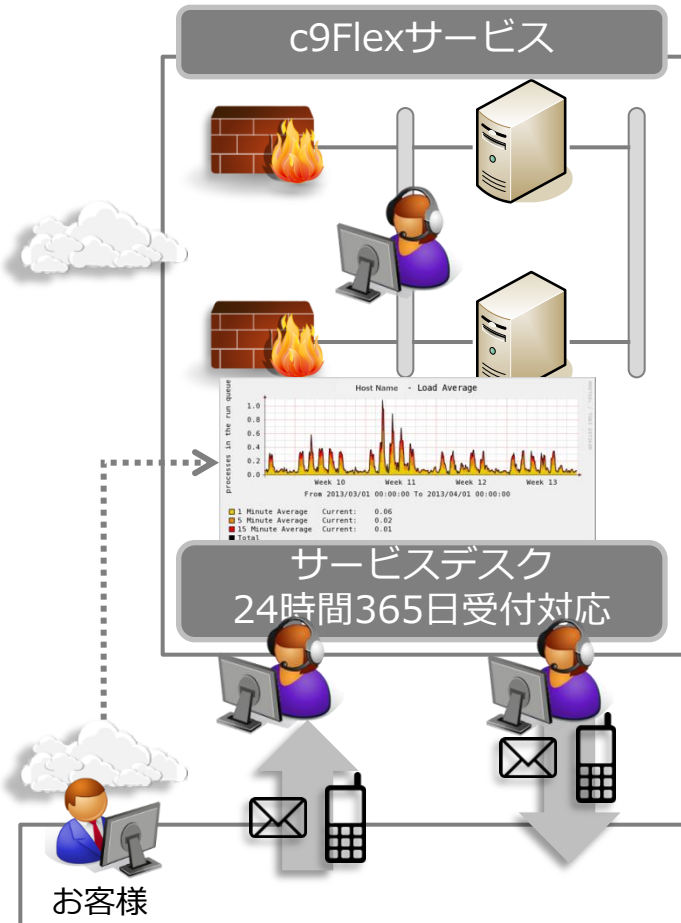 c9Flexサービス
Host Name - Load Average
processes in the run queue
1.0
0.8
0.6
0.4
0.2
0.0
Week 10 Week 11 Week 12 Week 13
From 2013/03/01 00:00:00 To 2013/04/01 00:00:00
1 Minute Average Current: 0.06
5 Minute Average Current: 0.02
15 Minute Average Current: 0.01
Total
サービスデスク
24時間365日受付対応
お客様